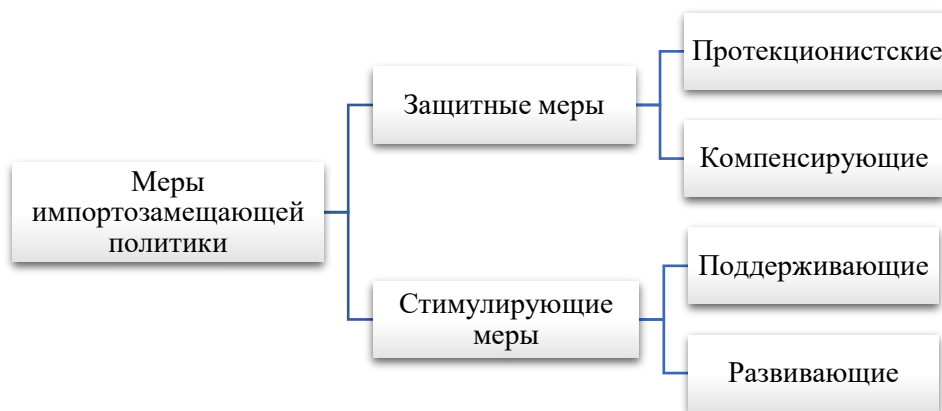 Меры
импортозамещающей
политики
Защитные меры
Протекционистские
Компенсирующие
Стимулирующие
меры
Поддерживающие
Развивающие